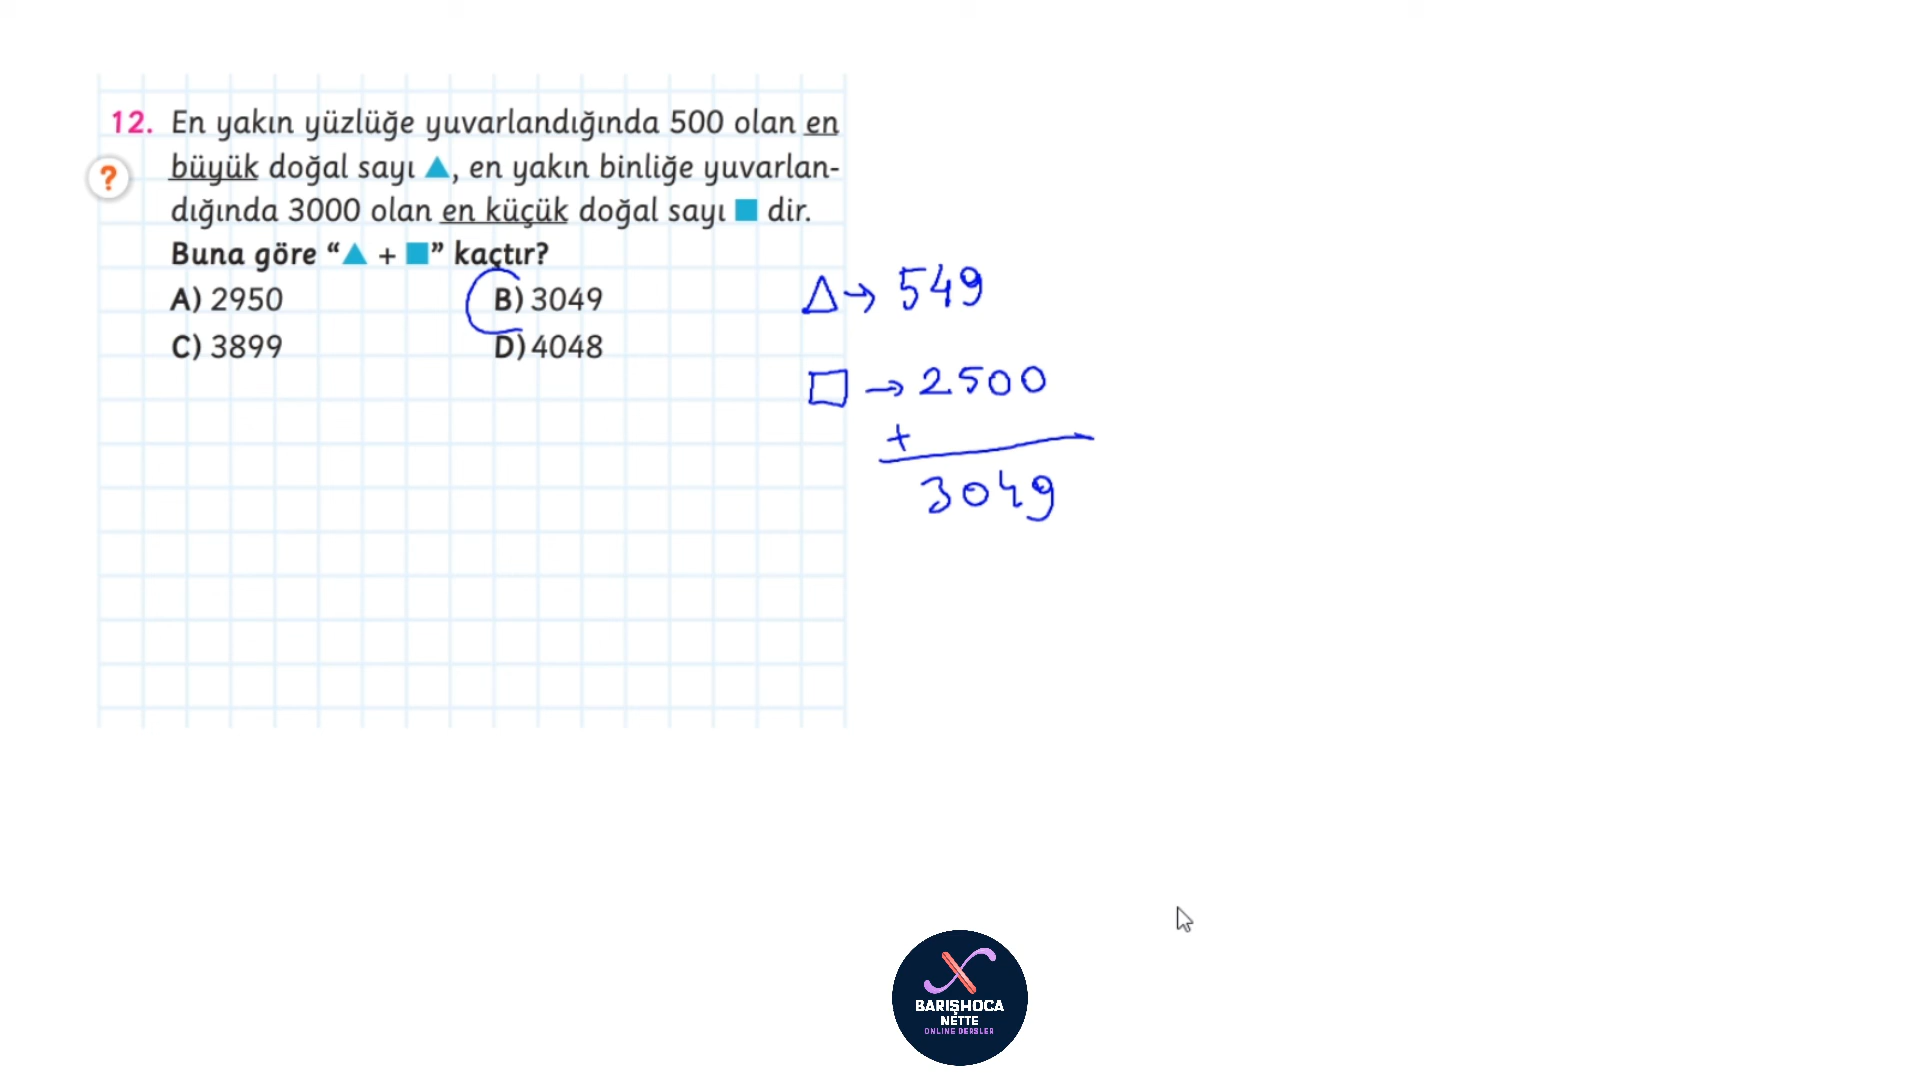 12. En yakın yüzlüğe yuvarlandığında 500 olan en
büyük doğal sayı ▲, en yakın binliğe yuvarlan-
dığında 3000 olan en küçük doğal sayı ■ dir.
Buna göre “▲ + ■” kaçtır?
A) 2950 B) 3049
C) 3899 D) 4048
?
△→ 549
□ → 2500
+
3049
BARIŞHOCA
NETTE
ONLINE DERSLER